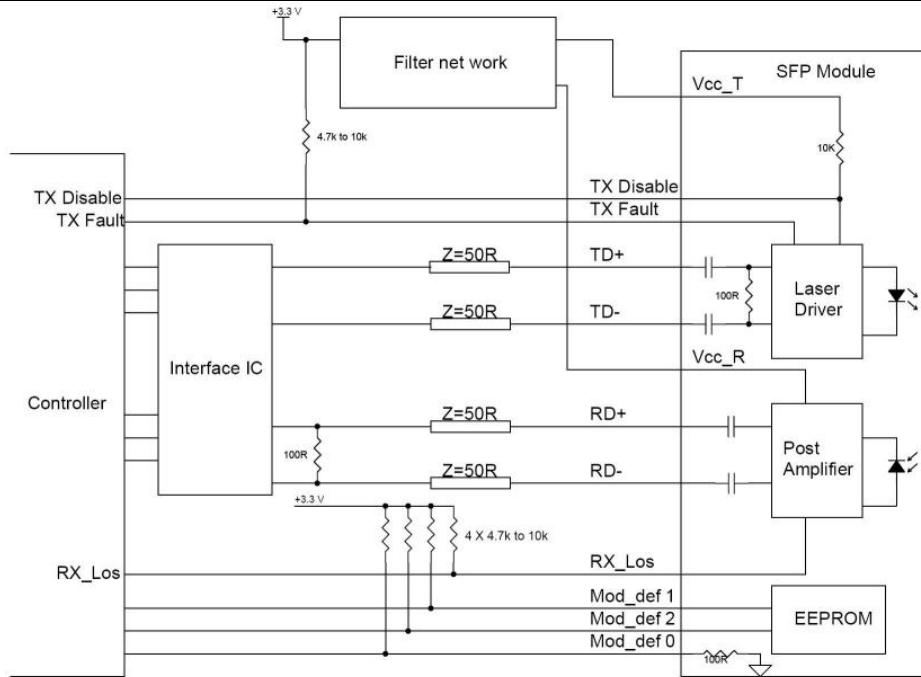 +3.3 V
Filter net work
SFP Module
Vcc_T
4.7k to 10k
10K
TX Disable
TX Disable
TX Fault
TX Fault
Z=50R
TD+
100R
Laser
Driver
Z=50R
TD-
Vcc_R
Interface IC
Controller
Z=50R
RD+
100R
Post
Amplifier
Z=50R
RD-
+3.3 V
4 X 4.7k to 10k
RX_Los
RX_Los
Mod_def 1
Mod_def 2
EEPROM
Mod_def 0
100R